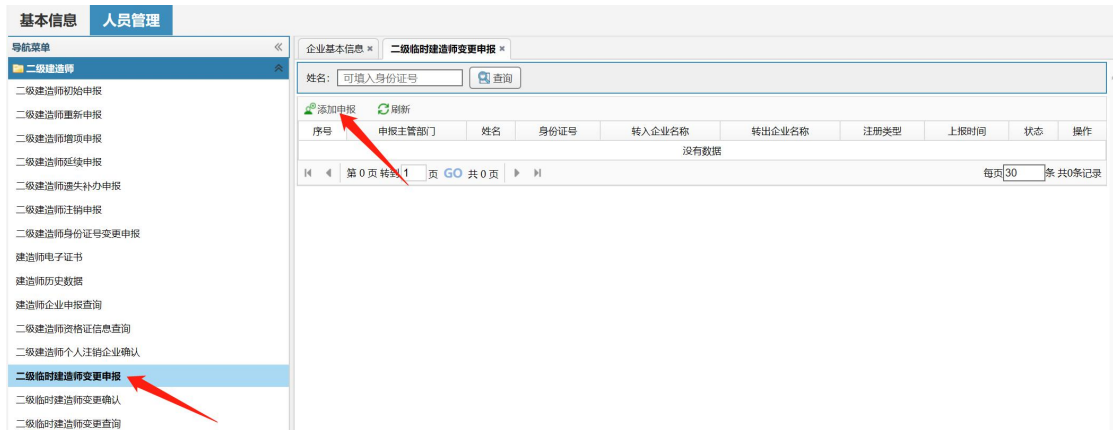 基本信息 人员管理
导航菜单
二级建造师
二级建造师初始申报
二级建造师重新申报
二级建造师增项申报
二级建造师延续申报
二级建造师遗失补办申报
二级建造师注销申报
二级建造师身份证号变更申报
建造师电子证书
建造师历史数据
建造师企业申报查询
二级建造师资格证信息查询
二级建造师个人注销企业确认
二级临时建造师变更申报
二级临时建造师变更确认
二级临时建造师变更查询
企业基本信息 二级临时建造师变更申报
姓名： 可填入身份证号 查询
添加申报 刷新
序号 申报主管部门 姓名 身份证号 转入企业名称 转出企业名称 注册类型 上报时间 状态 操作
没有数据
第 0 页 转到 1 页 GO 共 0 页 每页 30 条 共0条记录